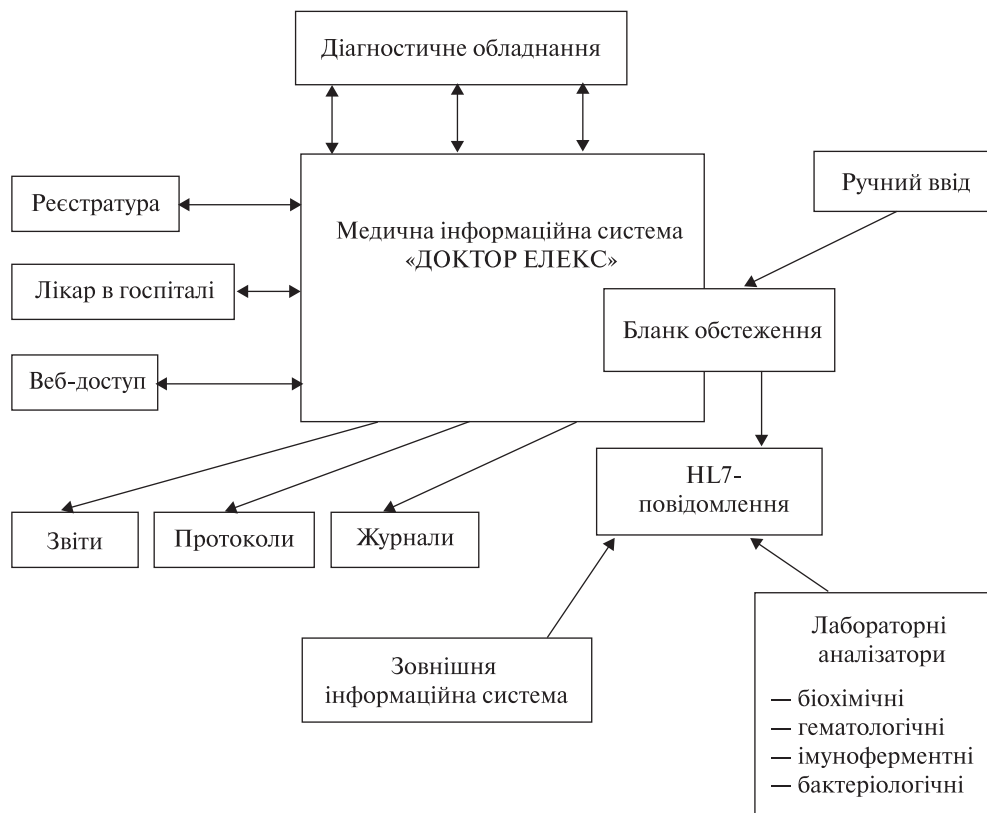 Діагностичне обладнання
Реєстратура
Медична інформаційна система
«ДОКТОР ЕЛЕКС»
Ручний ввід
Лікар в госпіталі
Бланк обстеження
Веб-доступ
HL7-
повідомлення
Звіти
Протоколи
Журнали
Зовнішня
інформаційна система
Лабораторні
аналізатори
— біохімічні
— гематологічні
— імуноферментні
— бактеріологічні